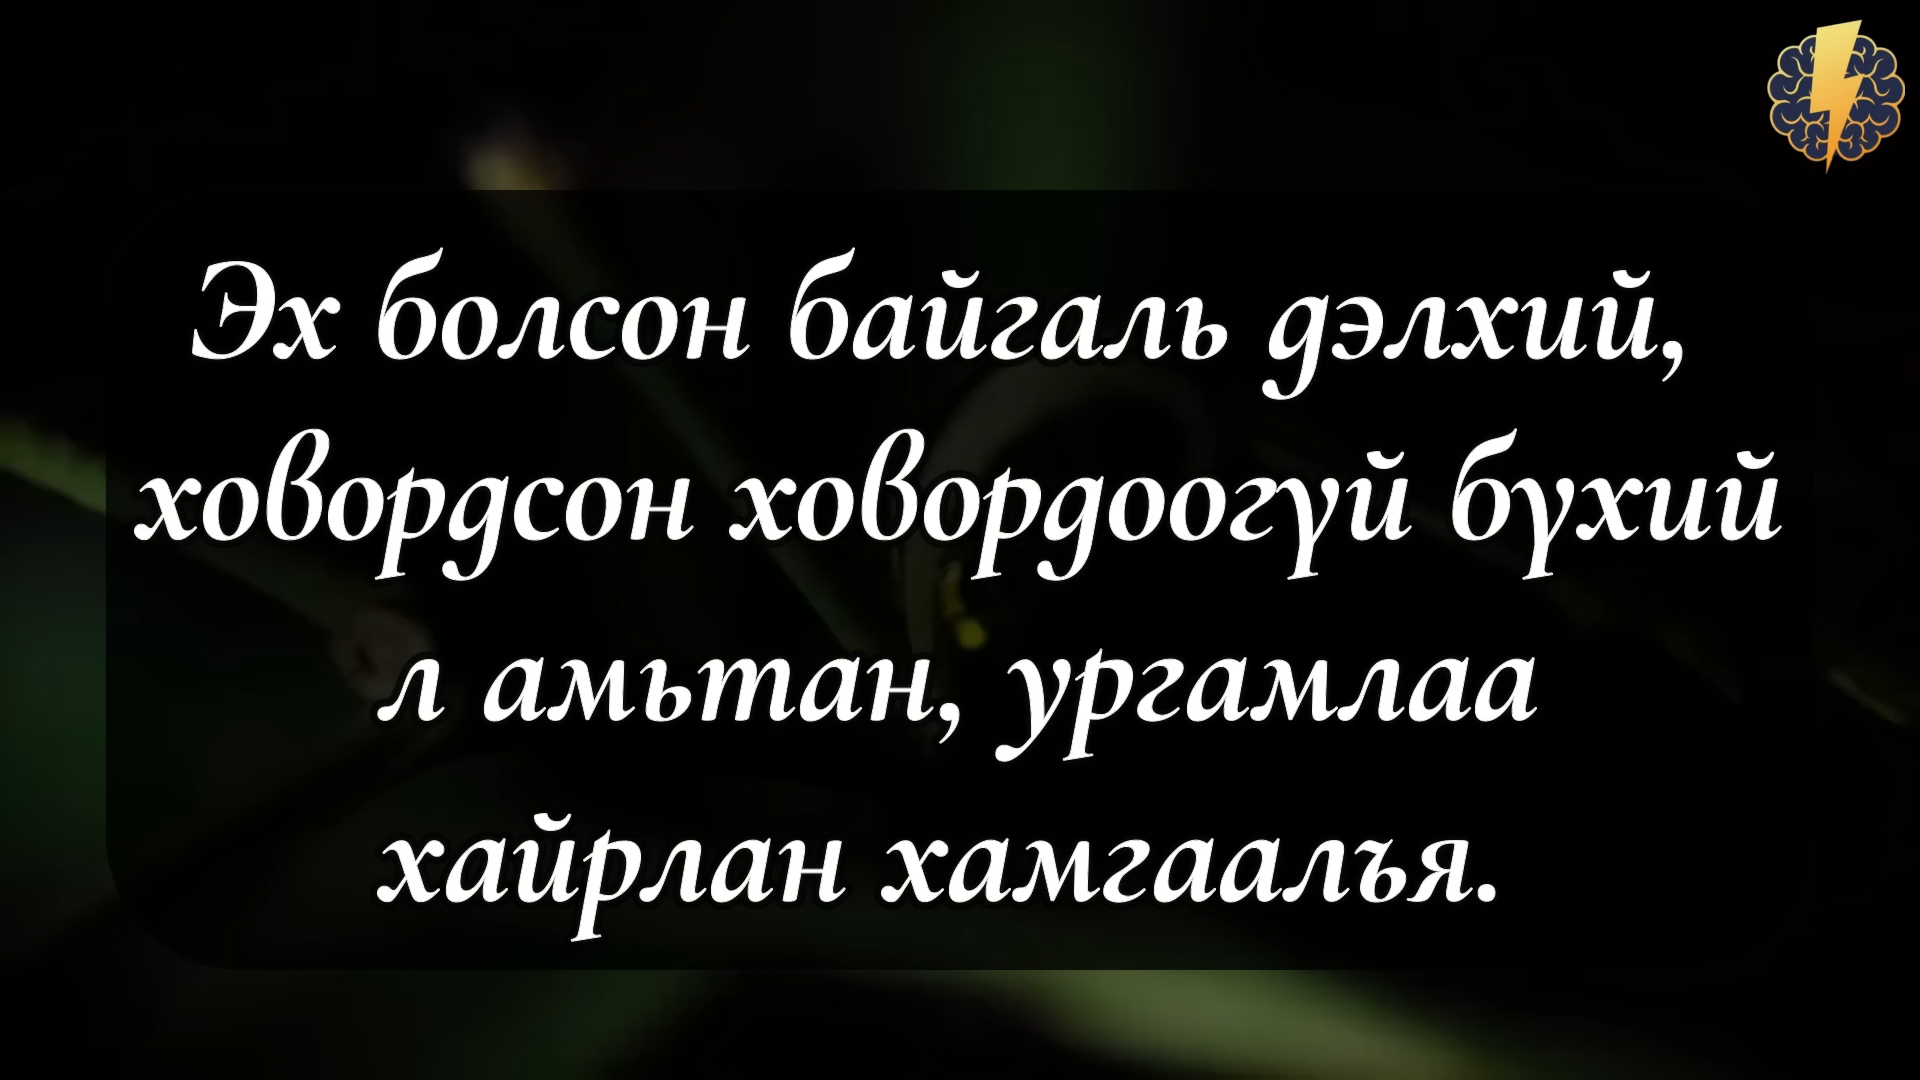 Эх болсон байгаль дэлхий,
ховордсон ховордоогүй бүхий
л амьтан, ургамлаа
хайрлан хамгаалъя.